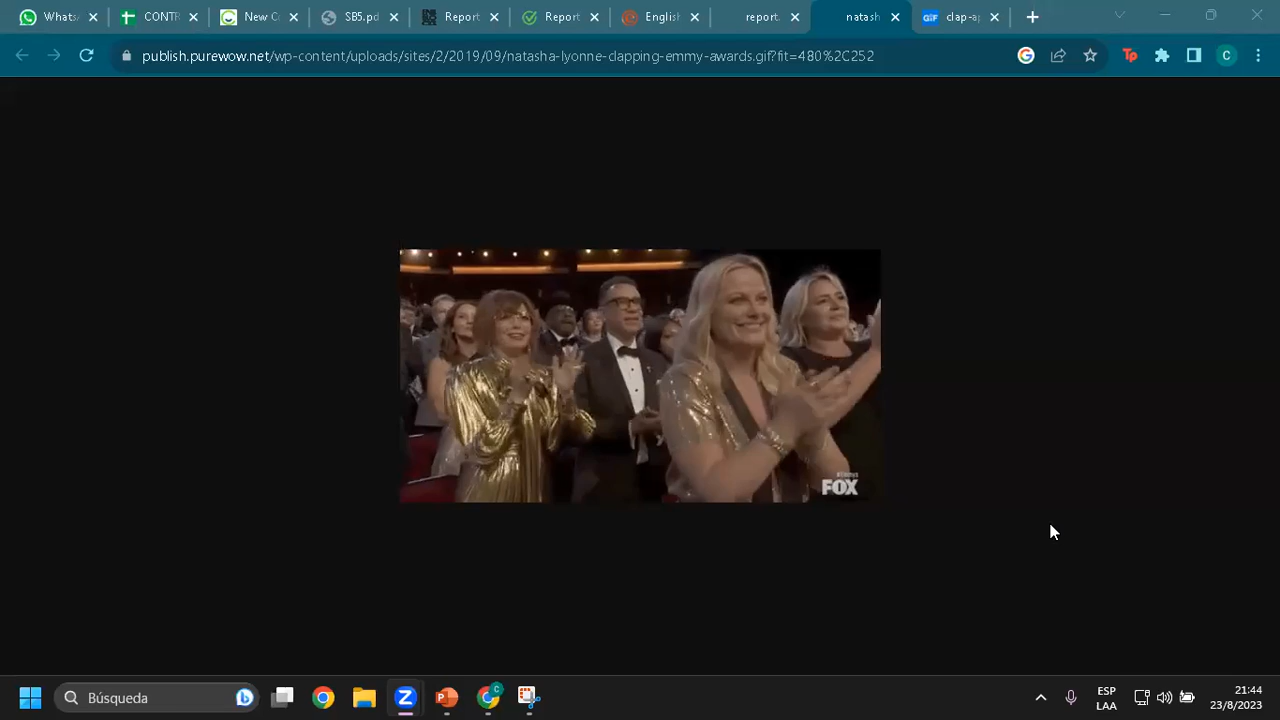 Whats
CONTR
New C
SB5.pd
Report
Report
English
report.
natash
GIF
clap-a
publish.purewow.net/wp-content/uploads/sites/2/2019/09/natasha-lyonne-clapping-emmy-awards.gif?fit=480%2C252
C
FOX
Búsqueda
ESP
LAA
21:44
23/8/2023